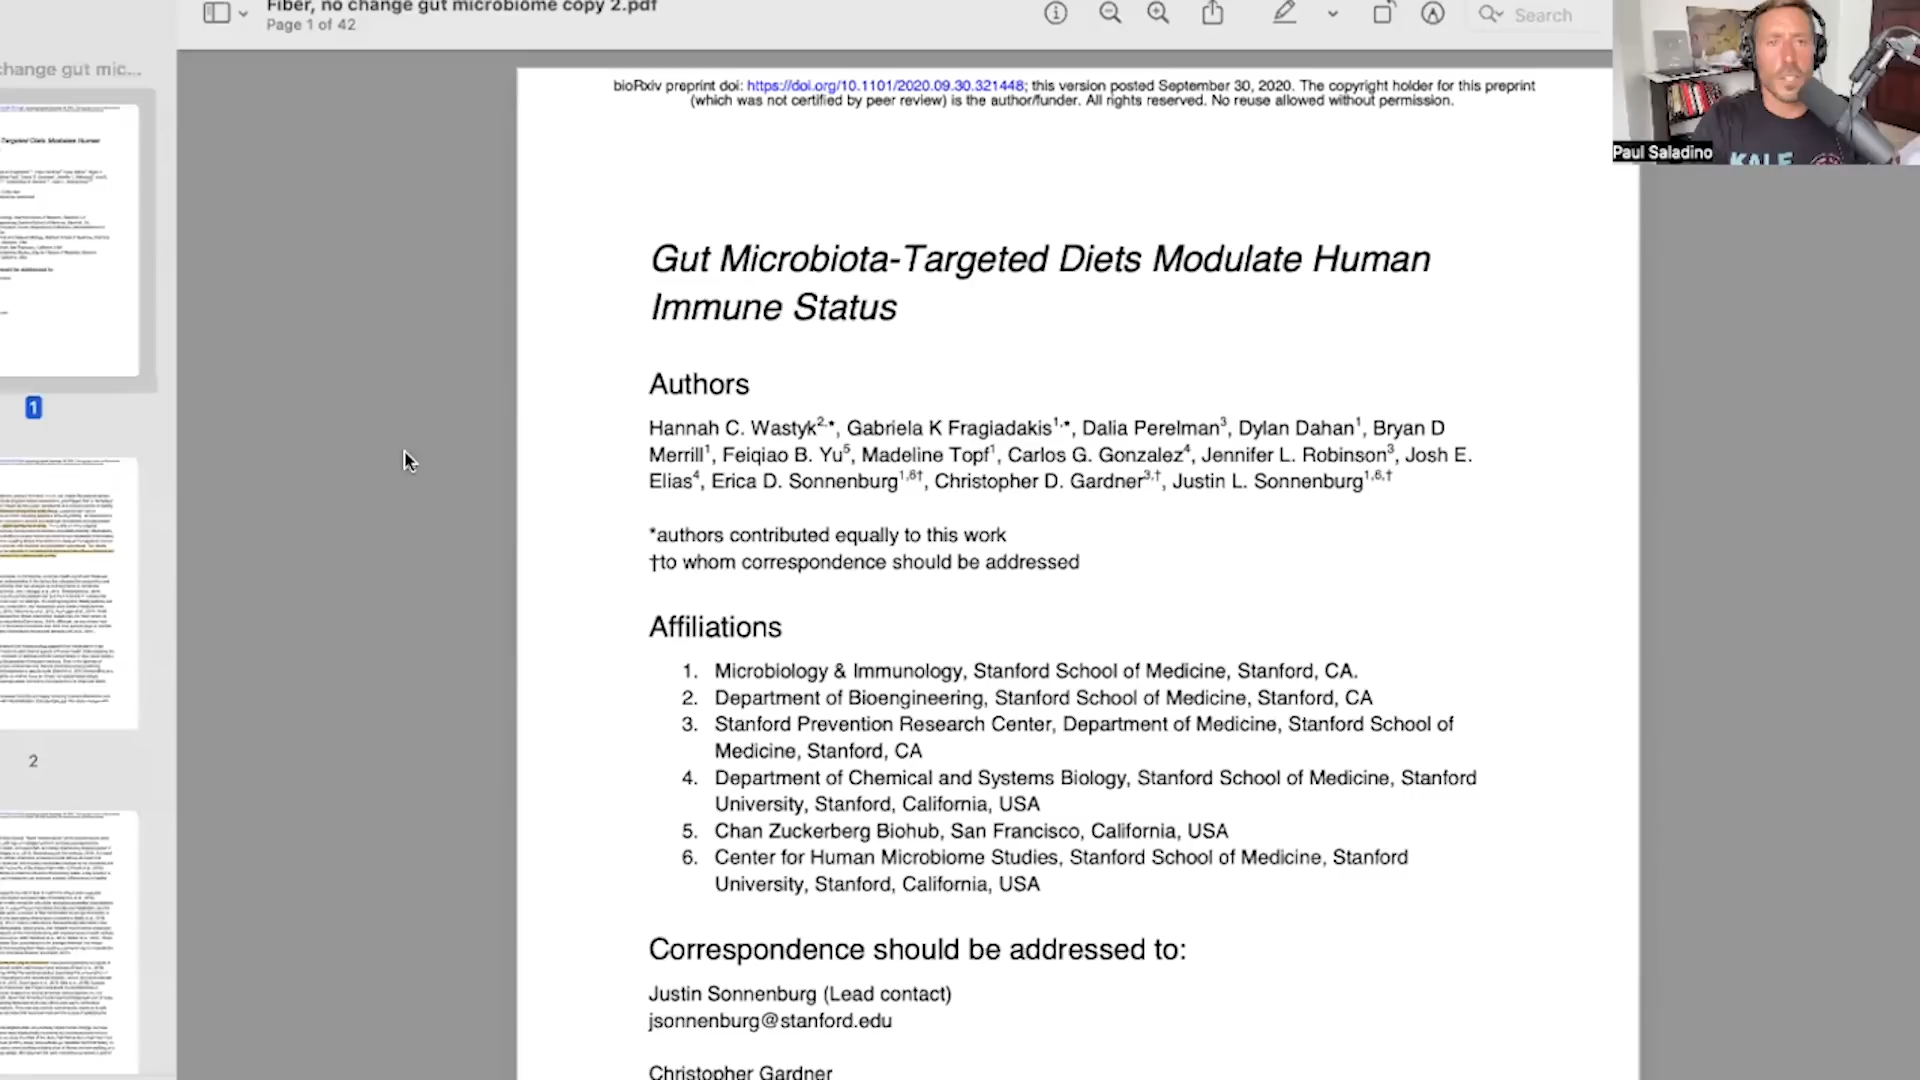 Fiber, no change gut microbiome copy 2.pdf
Page 1 of 42
Search
change gut mic...
1
2
Paul Saladino
KALE
bioRxiv preprint doi: https://doi.org/10.1101/2020.09.30.321448; this version posted September 30, 2020. The copyright holder for this preprint
(which was not certified by peer review) is the author/funder. All rights reserved. No reuse allowed without permission.
Gut Microbiota-Targeted Diets Modulate Human
Immune Status
Authors
Hannah C. Wastyk2,*, Gabriela K Fragiadakis1,*, Dalia Perelman3, Dylan Dahan1, Bryan D
Merrill1, Feiqiao B. Yu5, Madeline Topf1, Carlos G. Gonzalez4, Jennifer L. Robinson3, Josh E.
Elias4, Erica D. Sonnenburg1,6†, Christopher D. Gardner3,†, Justin L. Sonnenburg1,6,†
*authors contributed equally to this work
†to whom correspondence should be addressed
Affiliations
1. Microbiology & Immunology, Stanford School of Medicine, Stanford, CA.
2. Department of Bioengineering, Stanford School of Medicine, Stanford, CA
3. Stanford Prevention Research Center, Department of Medicine, Stanford School of
Medicine, Stanford, CA
4. Department of Chemical and Systems Biology, Stanford School of Medicine, Stanford
University, Stanford, California, USA
5. Chan Zuckerberg Biohub, San Francisco, California, USA
6. Center for Human Microbiome Studies, Stanford School of Medicine, Stanford
University, Stanford, California, USA
Correspondence should be addressed to:
Justin Sonnenburg (Lead contact)
jsonnenburg@stanford.edu
Christopher Gardner